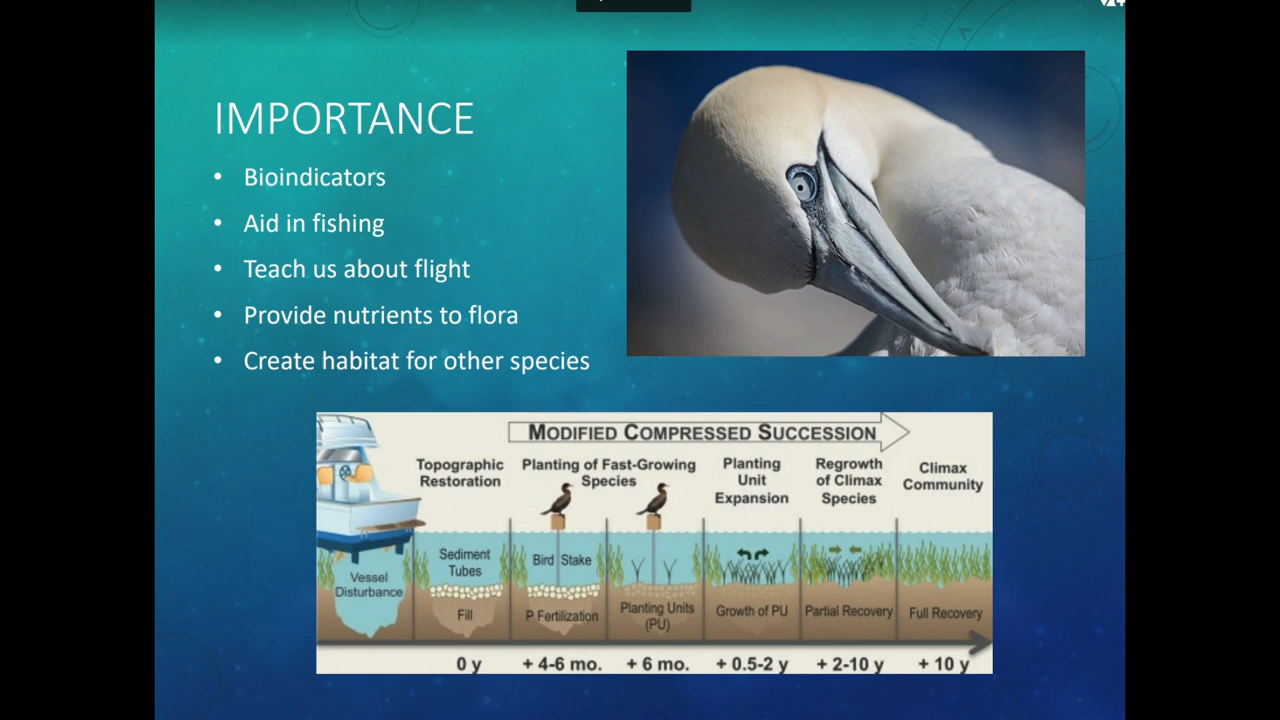 IMPORTANCE
• Bioindicators
• Aid in fishing
• Teach us about flight
• Provide nutrients to flora
• Create habitat for other species
MODIFIED COMPRESSED SUCCESSION
Topographic
Restoration
Planting of Fast-Growing
Species
Planting
Unit
Expansion
Regrowth
of Climax
Species
Climax
Community
Vessel
Disturbance
Sediment
Tubes
Fill
Bird Stake
P Fertilization
Planting Units
(PU)
Growth of PU
Partial Recovery
Full Recovery
0 y
+ 4-6 mo.
+ 6 mo.
+ 0.5-2 y
+ 2-10 y
+ 10 y